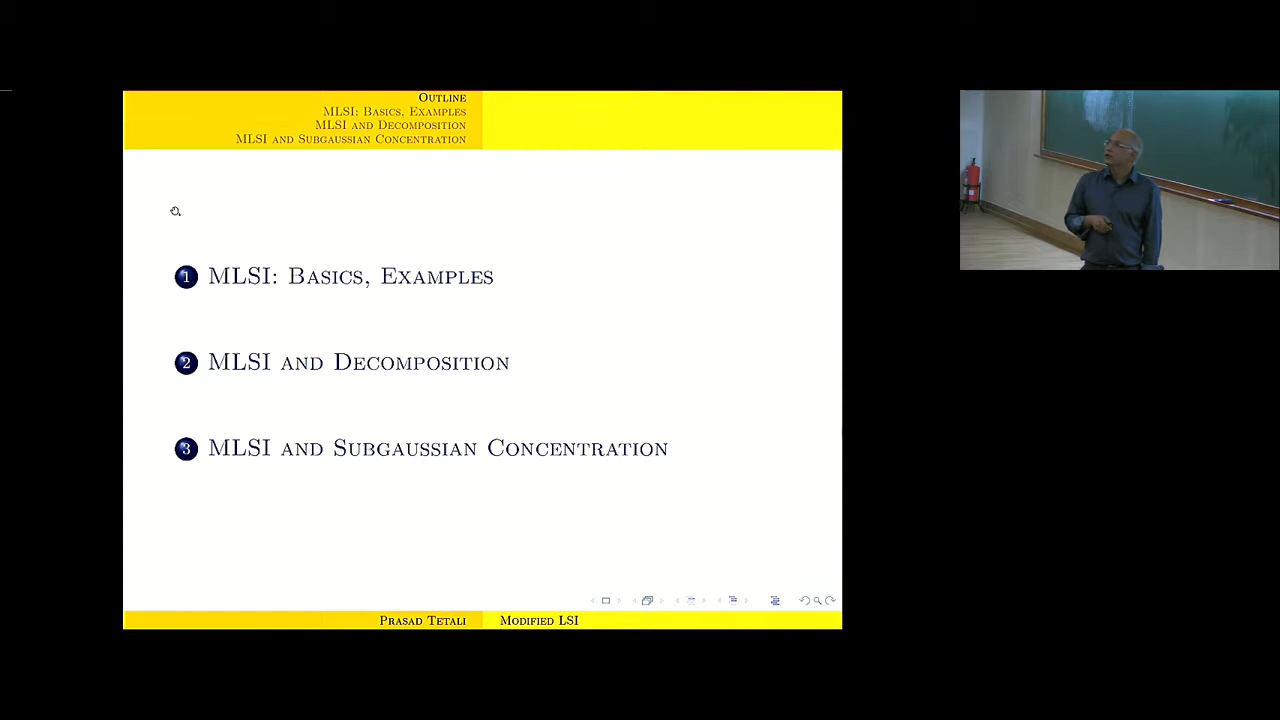 OUTLINE
MLSI: BASICS, EXAMPLES
MLSI AND DECOMPOSITION
MLSI AND SUBGAUSSIAN CONCENTRATION
1 MLSI: BASICS, EXAMPLES
2 MLSI AND DECOMPOSITION
3 MLSI AND SUBGAUSSIAN CONCENTRATION
PRASAD TETALI MODIFIED LSI